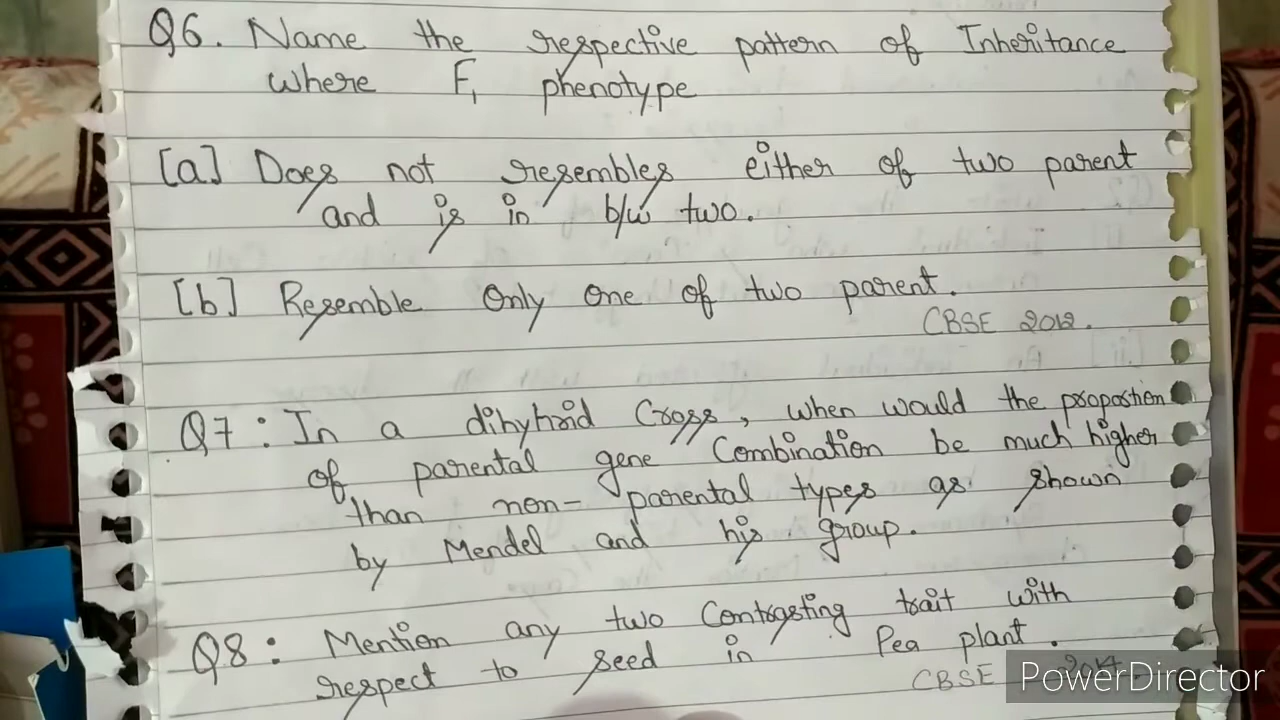 Q6. Name the respective pattern of Inheritance
where F₁ phenotype
[a] Does not resembles either of two parent
and is in b/w two.
[b] Resemble Only one of two parent.
CBSE 2012.
Q7: In a dihybrid Cross, when would the proportion
of parental gene Combination be much higher
than non-parental types as shown
by Mendel and his group.
Q8: Mention any two Contrasting trait with
respect to seed in Pea plant.
CBSE 2014.
PowerDirector